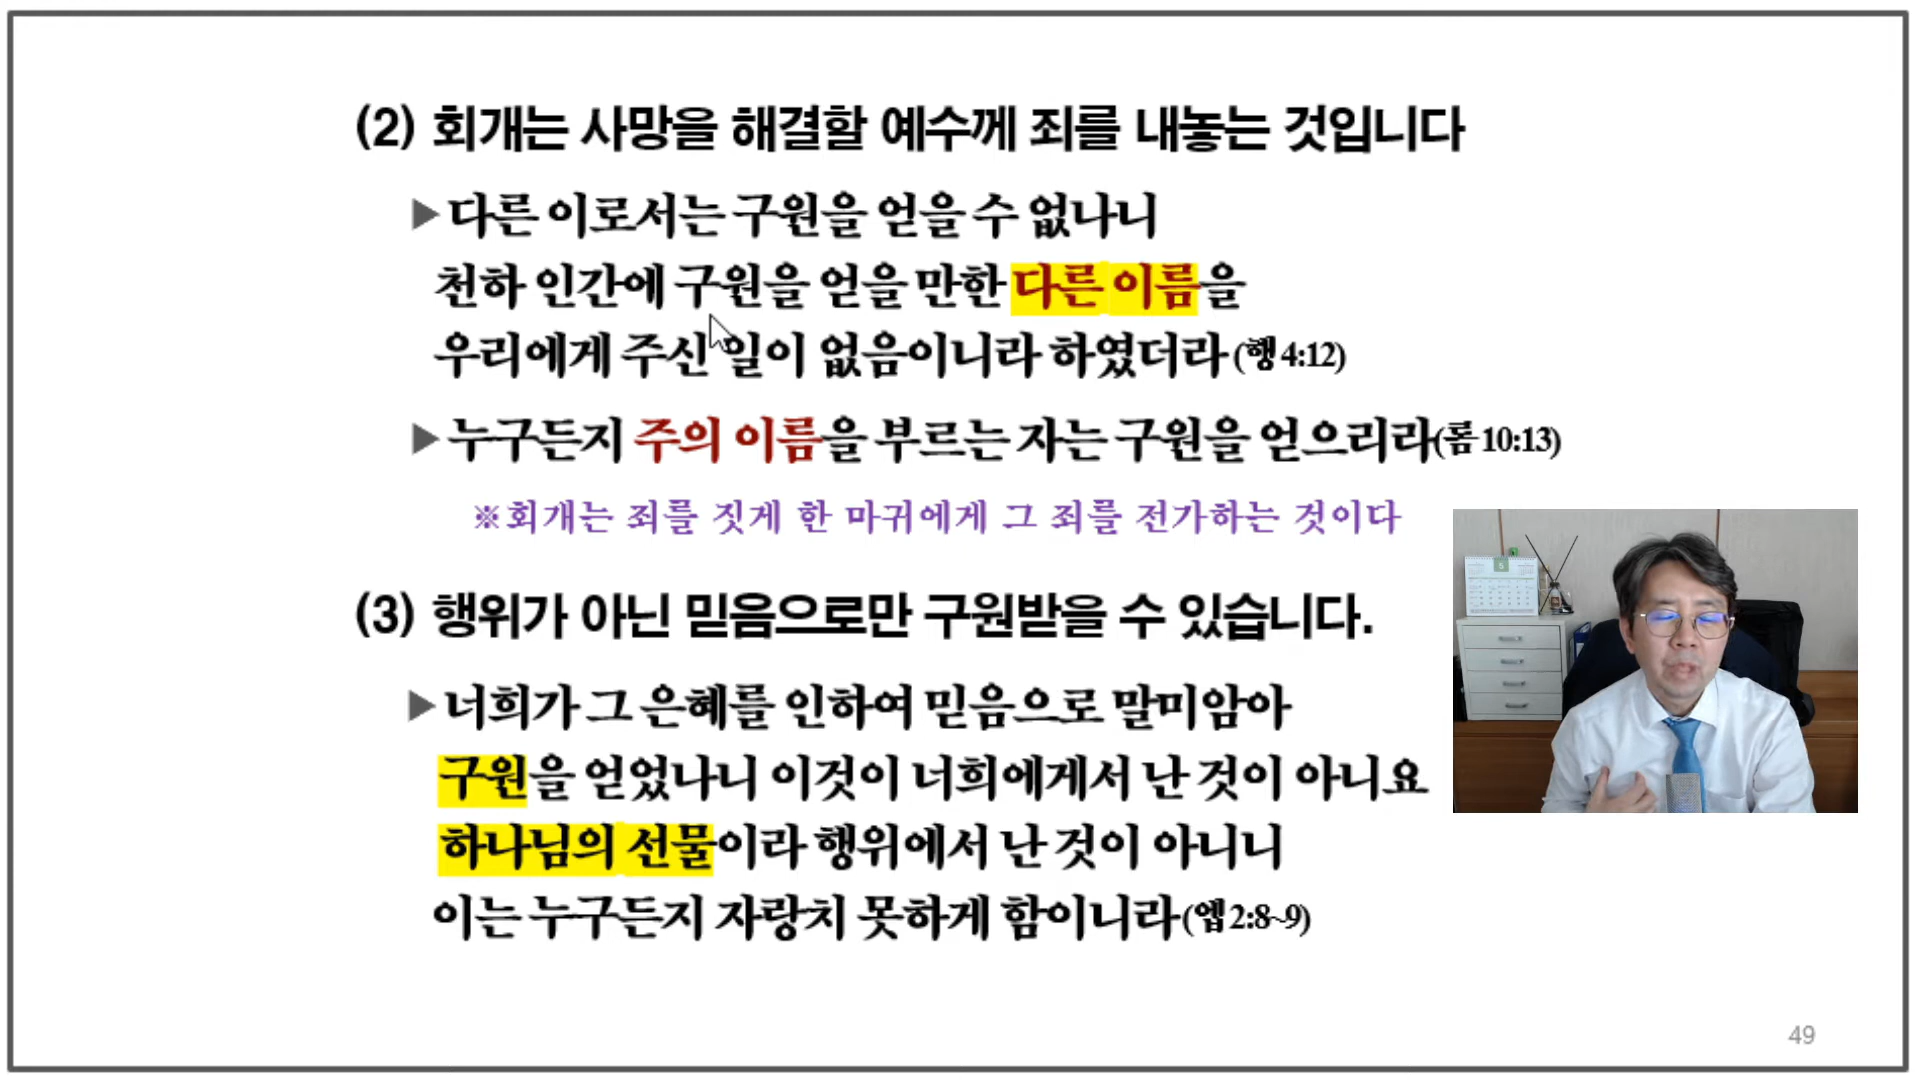 (2) 회개는 사망을 해결할 예수께 죄를 내놓는 것입니다
▶다른 이로서는 구원을 얻을 수 없나니
천하 인간에 구원을 얻을 만한 다른 이름을
우리에게 주신 일이 없음이니라 하였더라(행 4:12)
▶누구든지 주의 이름을 부르는 자는 구원을 얻으리라(롬 10:13)
※회개는 죄를 짓게 한 마귀에게 그 죄를 전가하는 것이다
(3) 행위가 아닌 믿음으로만 구원받을 수 있습니다.
▶너희가 그 은혜를 인하여 믿음으로 말미암아
구원을 얻었나니 이것이 너희에게서 난 것이 아니요
하나님의 선물이라 행위에서 난 것이 아니니
이는 누구든지 자랑치 못하게 함이니라(엡 2:8~9)
5
49